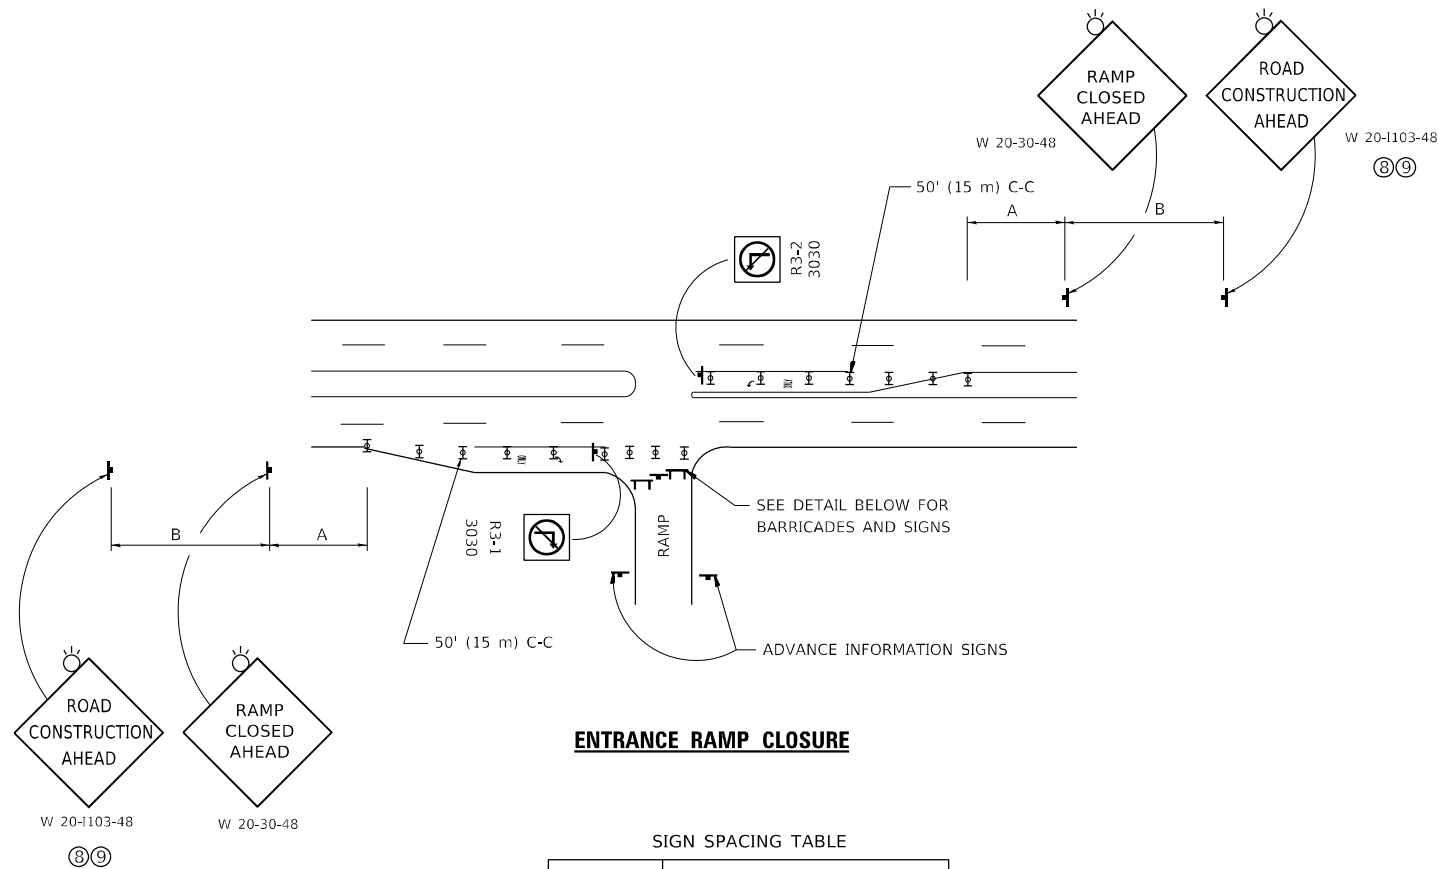 RAMP
CLOSED
AHEAD
W 20-30-48
ROAD
CONSTRUCTION
AHEAD
W 20-I103-48
⑧⑨
50' (15 m) C-C
A
B
R3-2
3030
B
A
R3-1
3030
RAMP
SEE DETAIL BELOW FOR
BARRICADES AND SIGNS
50' (15 m) C-C
ADVANCE INFORMATION SIGNS
ROAD
CONSTRUCTION
AHEAD
W 20-I103-48
⑧⑨
RAMP
CLOSED
AHEAD
W 20-30-48
ENTRANCE RAMP CLOSURE
SIGN SPACING TABLE